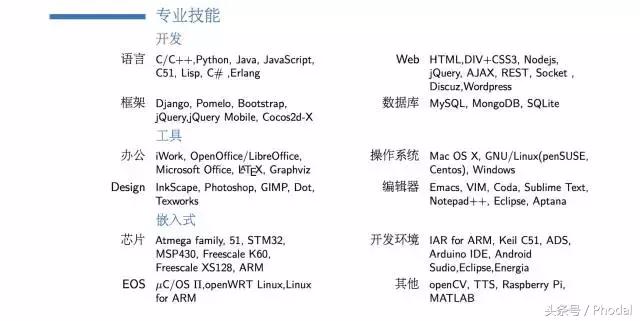 专业技能
开发
语言 C/C++,Python, Java, JavaScript,
C51, Lisp, C# ,Erlang
Web HTML,DIV+CSS3, Nodejs,
jQuery, AJAX, REST, Socket ,
Discuz,Wordpress
框架 Django, Pomelo, Bootstrap,
jQuery,jQuery Mobile, Cocos2d-X
数据库 MySQL, MongoDB, SQLite
工具
办公 iWork, OpenOffice/LibreOffice,
Microsoft Office, LATEX, Graphviz
操作系统 Mac OS X, GNU/Linux(penSUSE,
Centos), Windows
Design InkScape, Photoshop, GIMP, Dot,
Texworks
编辑器 Emacs, VIM, Coda, Sublime Text,
Notepad++, Eclipse, Aptana
嵌入式
芯片 Atmega family, 51, STM32,
MSP430, Freescale K60,
Freescale XS128, ARM
开发环境 IAR for ARM, Keil C51, ADS,
Arduino IDE, Android
Sudio,Eclipse,Energia
EOS μC/OS II,openWRT Linux,Linux
for ARM
其他 openCV, TTS, Raspberry Pi,
MATLAB
头条号 / Phodal